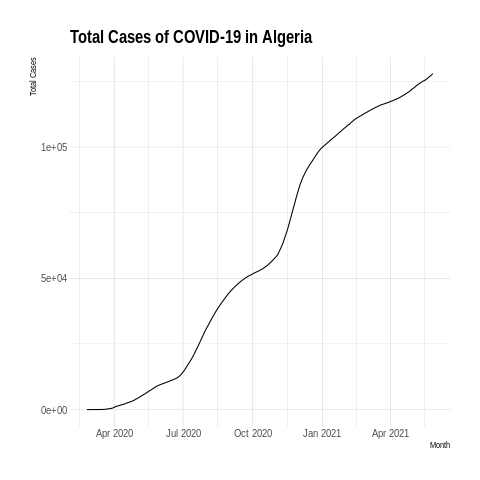 Total Cases of COVID-19 in Algeria
Total Cases
1e+05
5e+04
0e+00
Apr 2020 Jul 2020 Oct 2020 Jan 2021 Apr 2021
Month